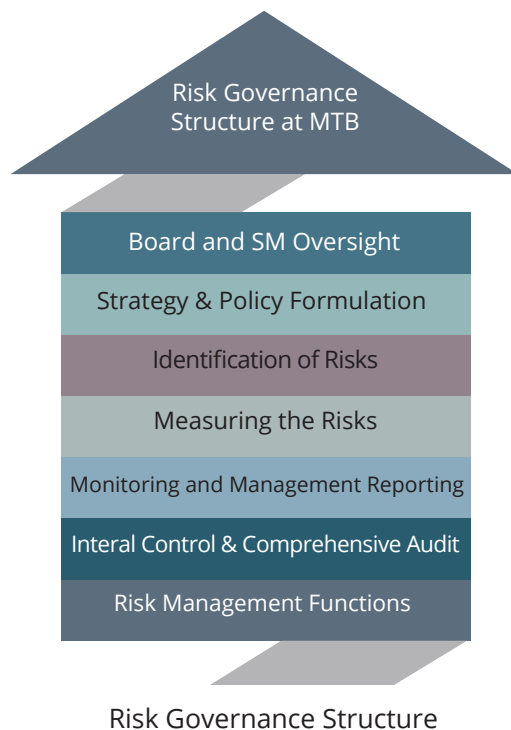 Risk Governance
Structure at MTB
Board and SM Oversight
Strategy & Policy Formulation
Identification of Risks
Measuring the Risks
Monitoring and Management Reporting
Interal Control & Comprehensive Audit
Risk Management Functions
Risk Governance Structure